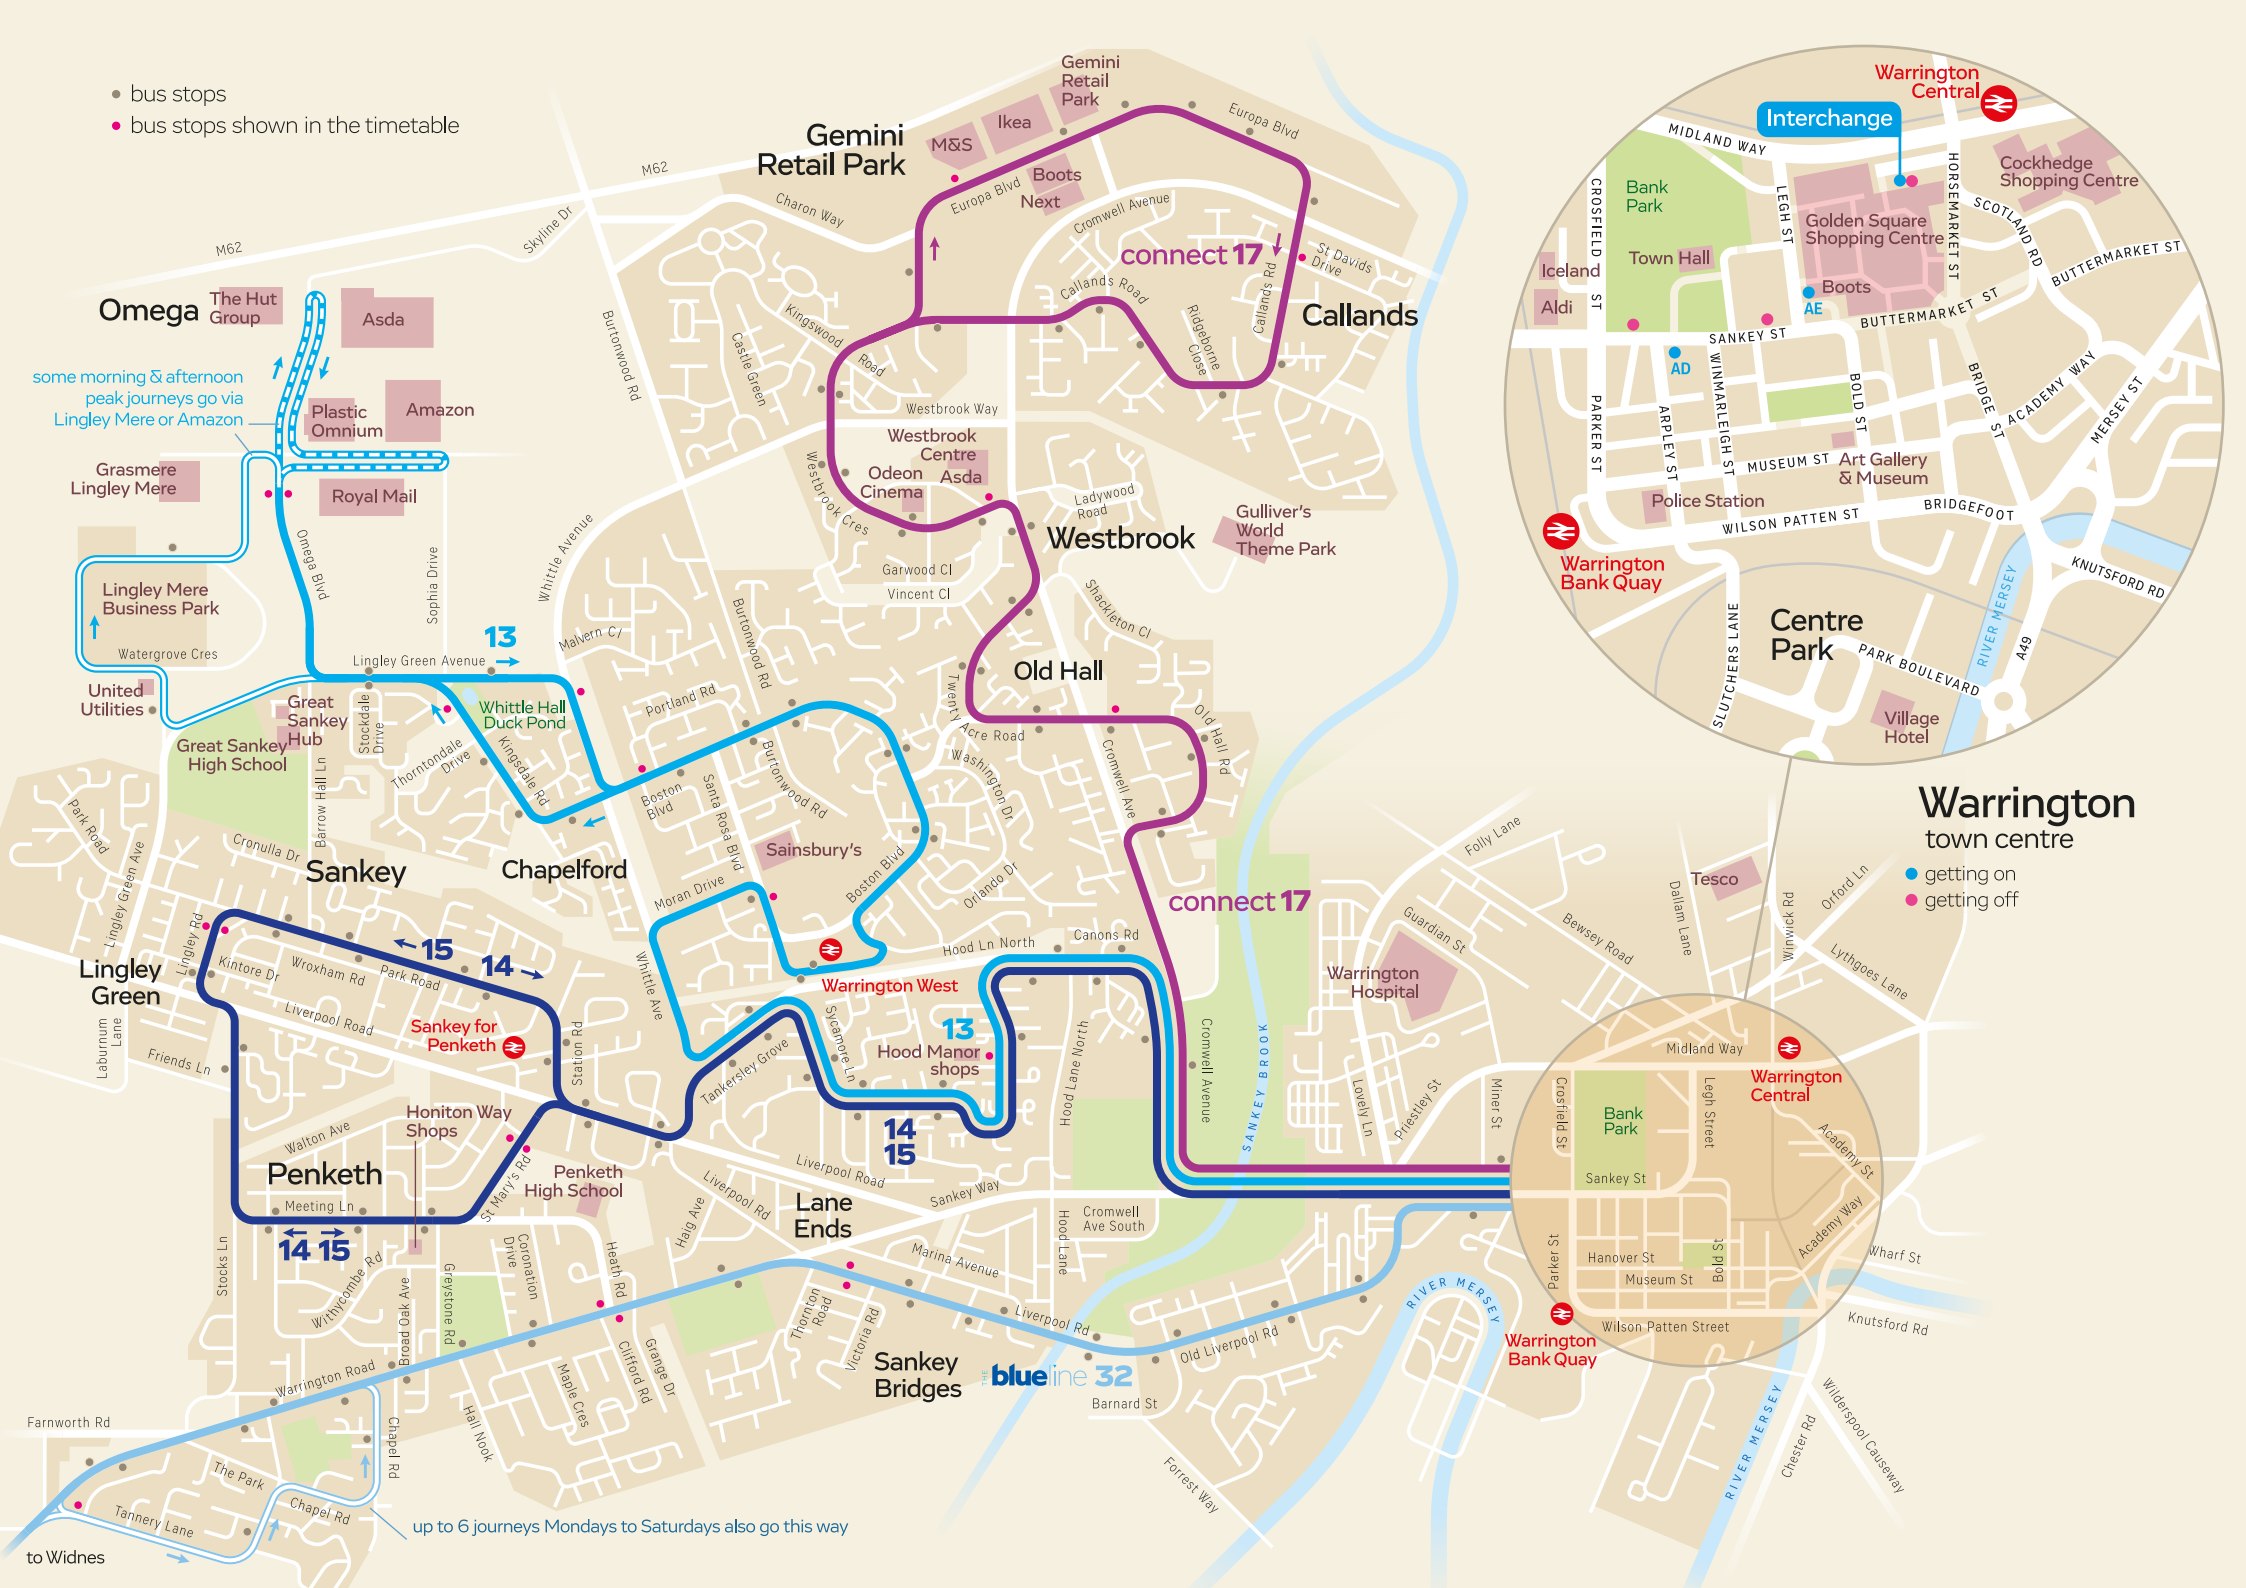 bus stops
bus stops shown in the timetable
M62
M62
Skyline Dr
Burtonwood Rd
Gemini
Retail Park
Gemini
Retail
Park
Ikea
M&S
Boots
Next
Europa Blvd
Europa Blvd
Charon Way
Cromwell Avenue
connect 17
St Davids
Drive
Callands Road
Callands Rd
Ridgeborne
Close
Callands
Kingswood
Road
Castle Green
Westbrook Way
Westbrook
Centre
Odeon
Cinema
Asda
Westbrook Cres
Ladywood
Road
Westbrook
Gulliver's
World
Theme Park
Garwood Cl
Vincent Cl
Shackleton Cl
Omega
The Hut
Group
Asda
some morning & afternoon
peak journeys go via
Lingley Mere or Amazon
Plastic
Omnium
Amazon
Grasmere
Lingley Mere
Royal Mail
Omega Blvd
Sophia Drive
Whittle Avenue
Lingley Mere
Business Park
Watergrove Cres
United
Utilities
Lingley Green Avenue
13
Malvern Cl
Great
Sankey
Hub
Great Sankey
High School
Stockdale
Drive
Whittle Hall
Duck Pond
Thorntondale
Drive
Kingsdale Rd
Barrow Hall Ln
Portland Rd
Burtonwood Rd
Burtonwood Rd
Boston
Blvd
Santa Rosa Blvd
Sainsbury's
Boston Blvd
Moran Drive
Old Hall
Twenty Acre Road
Washington Dr
Orlando Dr
Cromwell Ave
Old Hall Rd
connect 17
Park Road
Cronulla Dr
Sankey
Chapelford
Lingley Green Ave
Lingley Rd
Lingley
Green
Kintore Dr
Wroxham Rd
Park Road
15
14
Liverpool Road
Sankey for
Penketh
Station Rd
Laburnum
Lane
Friends Ln
Whittle Ave
Warrington West
Hood Ln North
Canons Rd
Sycamore Ln
Tankersley Grove
13
Hood Manor
shops
14
15
Hood Lane North
Cromwell Avenue
SANKEY BROOK
Honiton Way
Shops
Walton Ave
Penketh
Meeting Ln
14 15
St Mary's Rd
Penketh
High School
Liverpool Rd
Liverpool Road
Haig Ave
Lane
Ends
Sankey Way
Hood Lane
Cromwell
Ave South
Marina Avenue
Stocks Ln
Withycombe Rd
Broad Oak Ave
Greystone Rd
Coronation
Drive
Heath Rd
Thornton
Road
Victoria Rd
Liverpool Rd
Old Liverpool Rd
Sankey
Bridges
THE blueline 32
Barnard St
Forrest Way
Warrington Road
Farnworth Rd
Hall Nook
Maple Cres
Clifford Rd
Grange Dr
The Park
Chapel Rd
Chapel Rd
Tannery Lane
up to 6 journeys Mondays to Saturdays also go this way
to Widnes
Folly Lane
Guardian St
Bewsey Road
Warrington
Hospital
Lovely Ln
Priestley St
Miner St
Tesco
Dallam Lane
Winwick Rd
Orford Ln
Lythgoes Lane
Midland Way
Warrington
Central
Crosfield St
Bank
Park
Legh Street
Academy St
Sankey St
Academy Way
Parker St
Hanover St
Museum St
Bold St
Wharf St
Knutsford Rd
Wilson Patten Street
Warrington
Bank Quay
RIVER MERSEY
RIVER MERSEY
Chester Rd
Wilderspool Causeway
Warrington
Central
Interchange
MIDLAND WAY
Cockhedge
Shopping Centre
CROSFIELD ST
Bank
Park
LEGH ST
HORSEMARKET ST
SCOTLAND RD
Golden Square
Shopping Centre
Iceland
Town Hall
BUTTERMARKET ST
Aldi
Boots
AE
BUTTERMARKET ST
SANKEY ST
AD
PARKER ST
ARPLEY ST
WINMARLEIGH ST
BOLD ST
BRIDGE ST
ACADEMY WAY
MERSEY ST
MUSEUM ST
Art Gallery
& Museum
Police Station
WILSON PATTEN ST
BRIDGEFOOT
Warrington
Bank Quay
KNUTSFORD RD
RIVER MERSEY
A49
Centre
Park
SLUTCHERS LANE
PARK BOULEVARD
Village
Hotel
Warrington
town centre
getting on
getting off